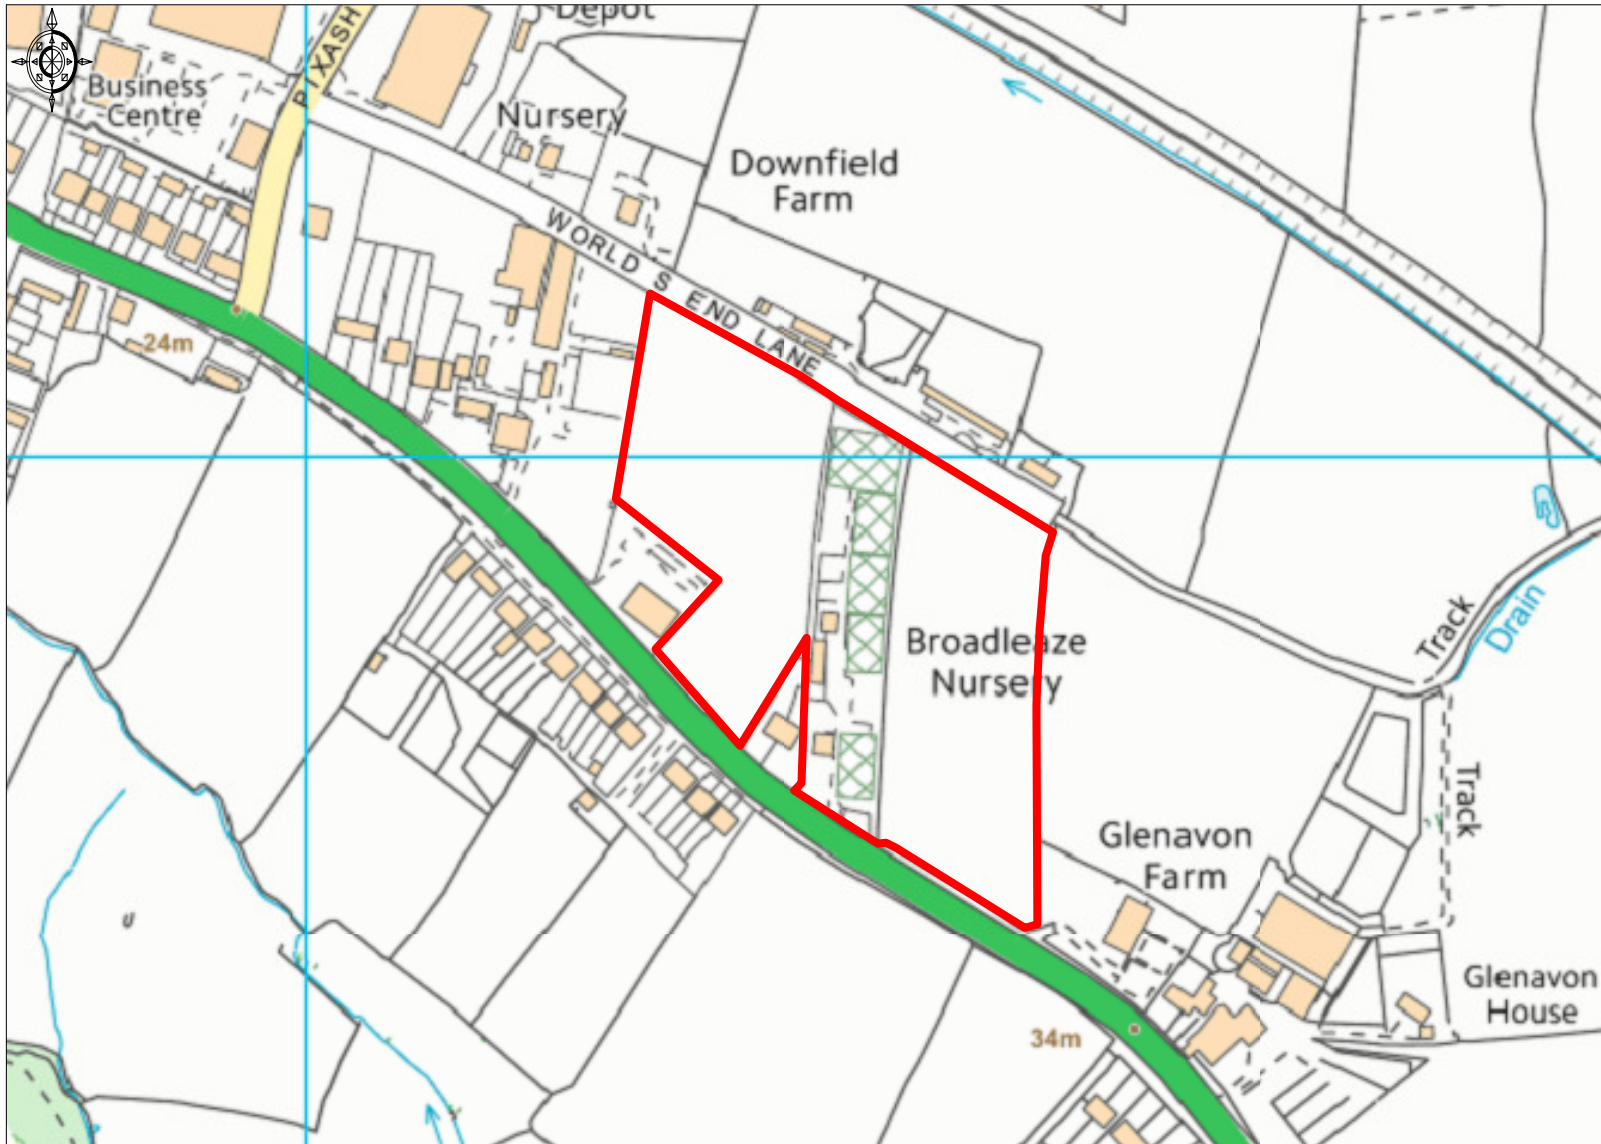 Depot
PIXASH
Business
Centre
Nursery
Downfield
Farm
WORLD S END LANE
24m
Broadleaze
Nursery
Track
Drain
Track
Glenavon
Farm
Glenavon
House
34m